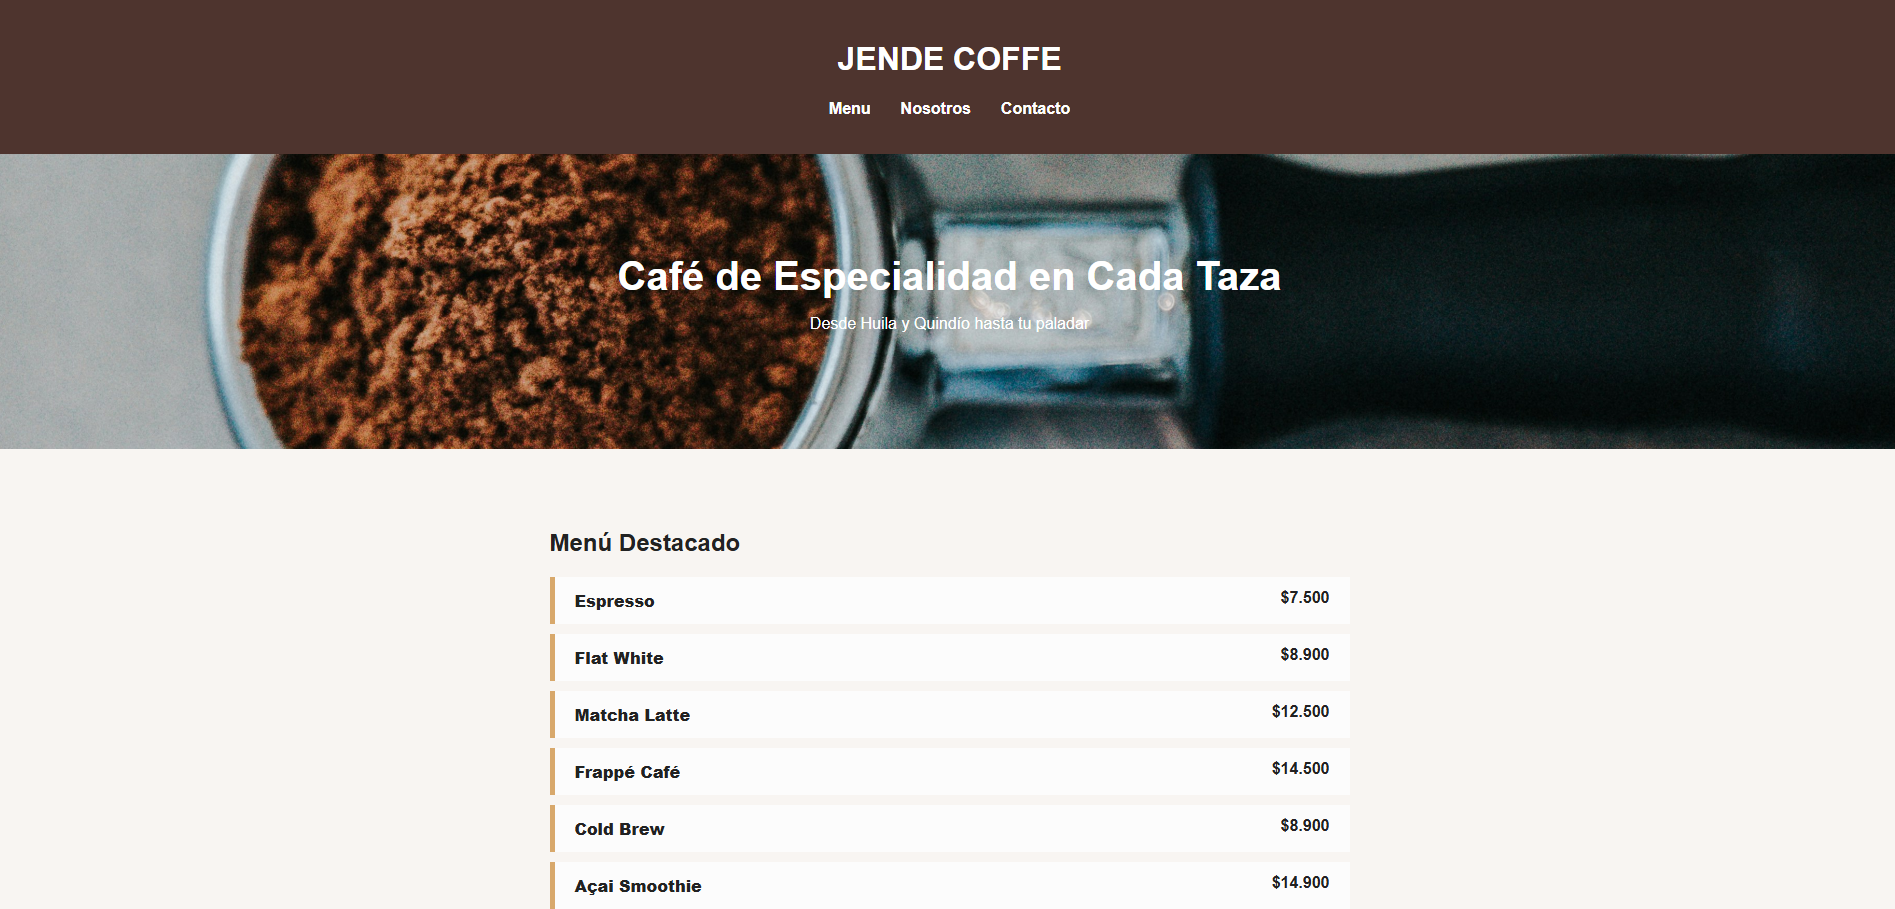 JENDE COFFE
Menu Nosotros Contacto
Café de Especialidad en Cada Taza
Desde Huila y Quindío hasta tu paladar
Menú Destacado
Espresso $7.500
Flat White $8.900
Matcha Latte $12.500
Frappé Café $14.500
Cold Brew $8.900
Açai Smoothie $14.900